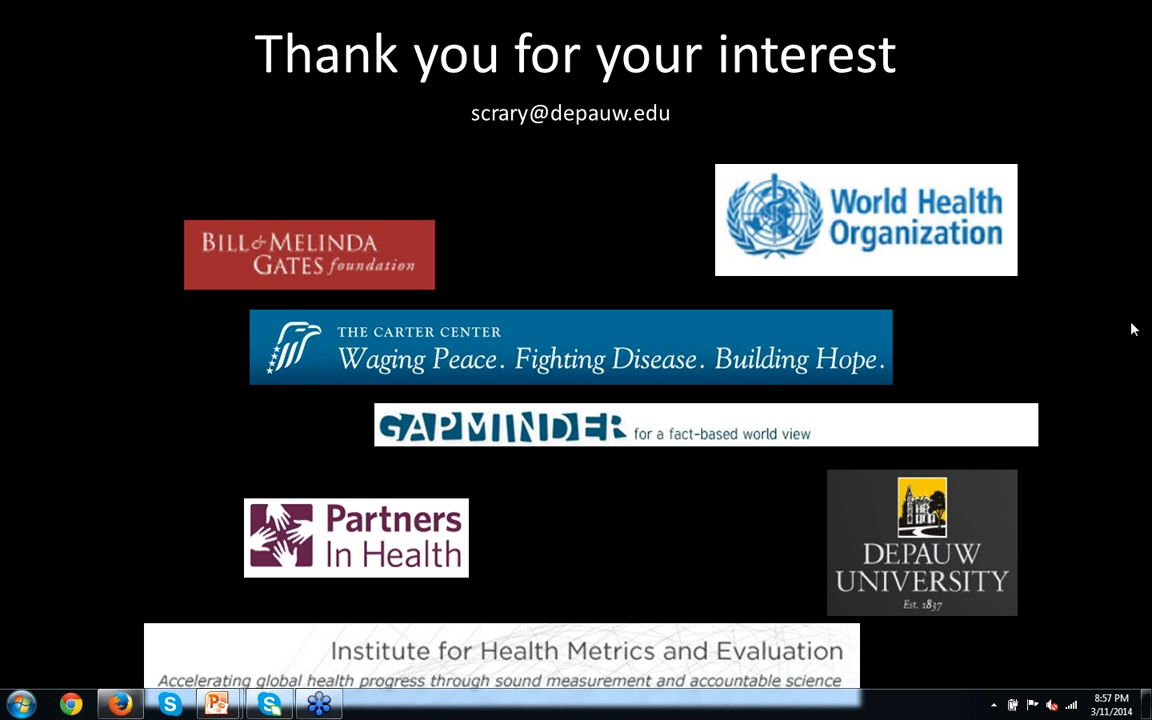 Thank you for your interest
scrary@depauw.edu
World Health
Organization
BILL & MELINDA
GATES foundation
THE CARTER CENTER
Waging Peace. Fighting Disease. Building Hope.
GAPMINDER for a fact-based world view
Partners
In Health
DEPAUW
UNIVERSITY
Est. 1837
Institute for Health Metrics and Evaluation
Accelerating global health progress through sound measurement and accountable science
8:57 PM
3/11/2014